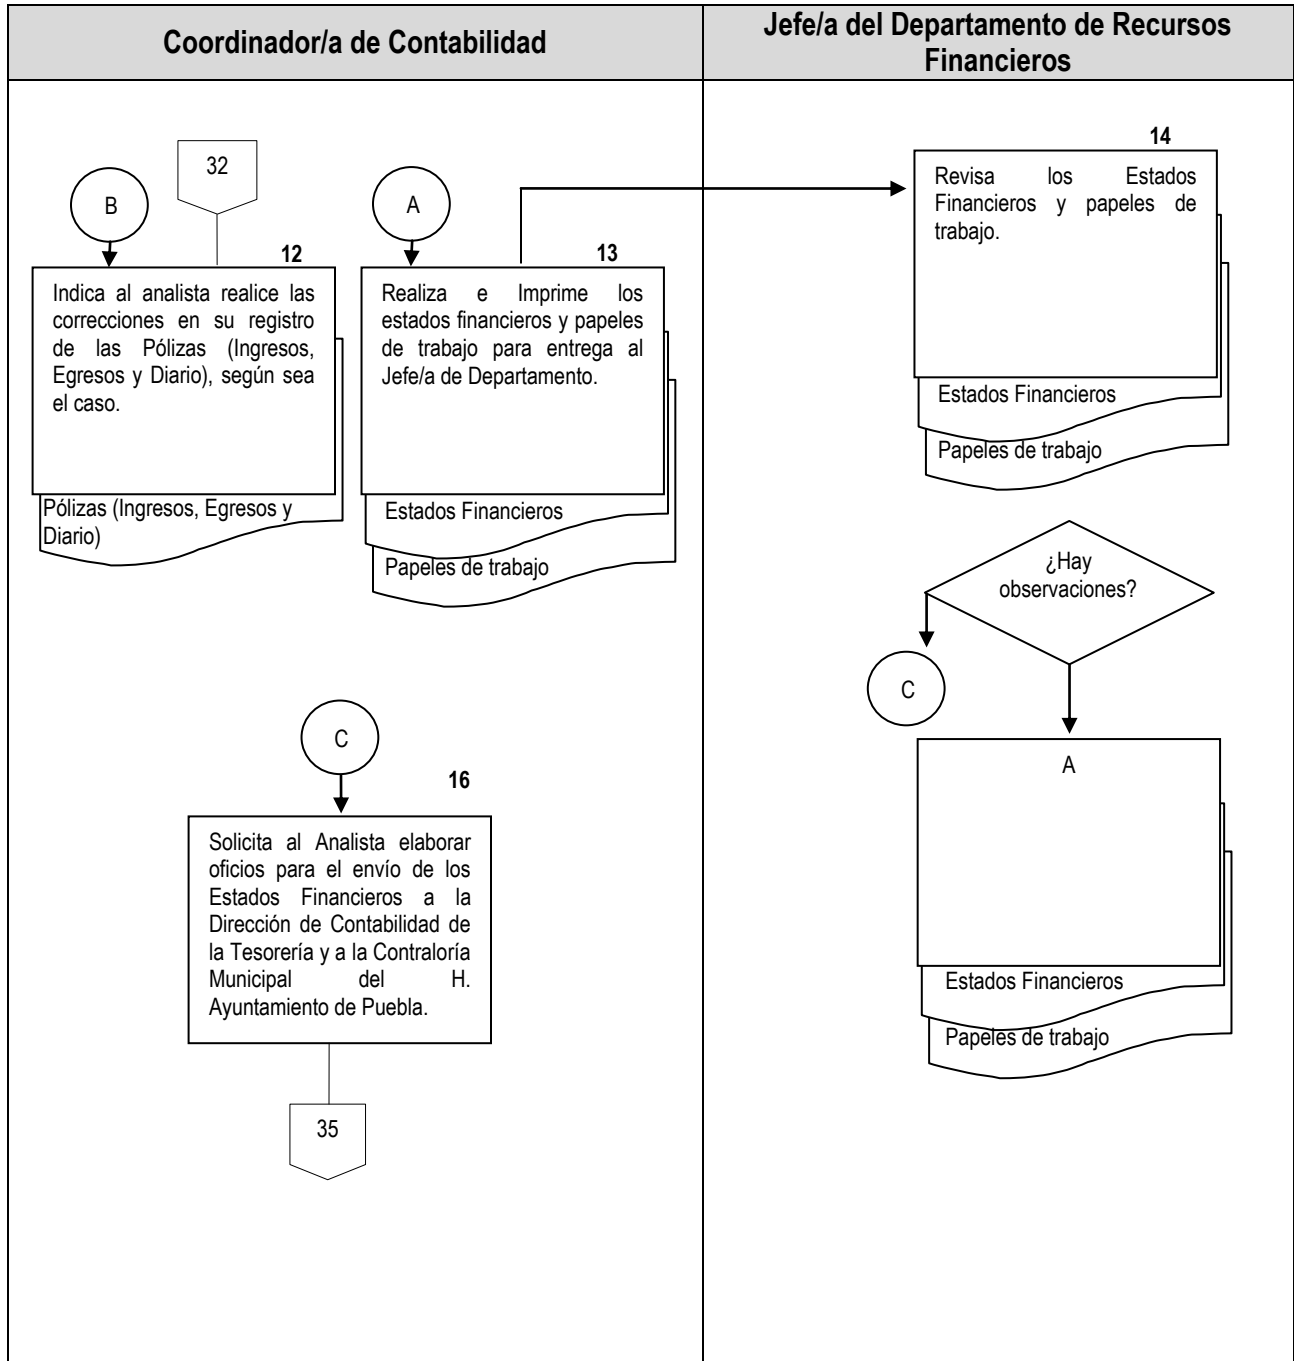 Coordinador/a de Contabilidad
Jefe/a del Departamento de Recursos
Financieros
32
B
12
Indica al analista realice las
correcciones en su registro
de las Pólizas (Ingresos,
Egresos y Diario), según sea
el caso.
Pólizas (Ingresos, Egresos y
Diario)
A
13
Realiza e Imprime los
estados financieros y papeles
de trabajo para entrega al
Jefe/a de Departamento.
Estados Financieros
Papeles de trabajo
14
Revisa los Estados
Financieros y papeles de
trabajo.
Estados Financieros
Papeles de trabajo
¿Hay
observaciones?
C
A
Estados Financieros
Papeles de trabajo
C
16
Solicita al Analista elaborar
oficios para el envío de los
Estados Financieros a la
Dirección de Contabilidad de
la Tesorería y a la Contraloría
Municipal del H.
Ayuntamiento de Puebla.
35